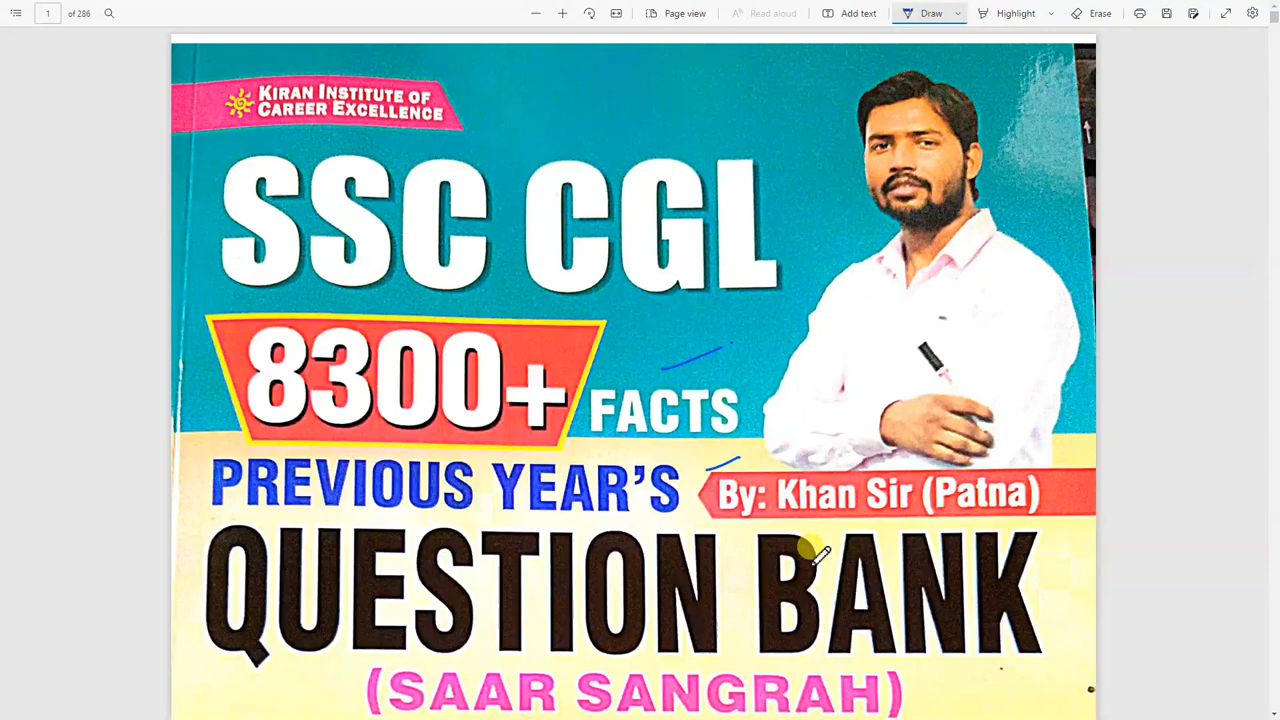 1 of 286 Page view Read aloud Add text Draw Highlight Erase
KIRAN INSTITUTE OF
CAREER EXCELLENCE
SSC CGL
8300+ FACTS
PREVIOUS YEAR'S
By: Khan Sir (Patna)
QUESTION BANK
(SAAR SANGRAH)